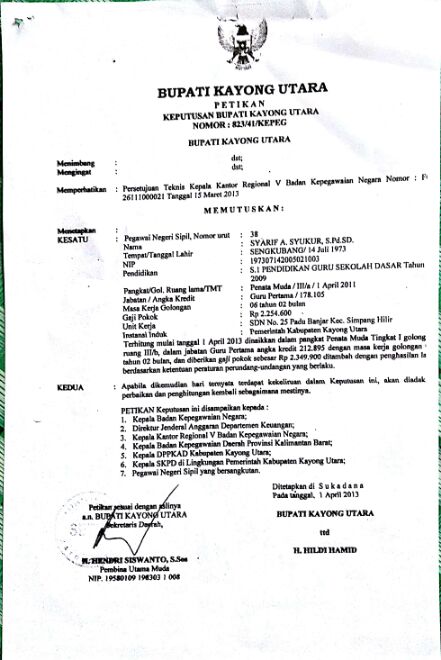 BUPATI KAYONG UTARA
PETIKAN
KEPUTUSAN BUPATI KAYONG UTARA
NOMOR : 823/41/KEPEG
BUPATI KAYONG UTARA
Menimbang : dst;
Mengingat : dst;
Memperhatikan : Persetujuan Teknis Kepala Kantor Regional V Badan Kepegawaian Negara Nomor :
26111000021 Tanggal 15 Maret 2013
MEMUTUSKAN:
Menetapkan :
KESATU : Pegawai Negeri Sipil, Nomor urut : 38
Nama : SYARIF A. SYUKUR, S.Pd.SD.
Tempat/Tanggal Lahir : SENGKUBANG/ 14 Juli 1973
NIP : 197307142005021003
Pendidikan : S.1 PENDIDIKAN GURU SEKOLAH DASAR Tahun
2009
Pangkat/Gol. Ruang lama/TMT : Penata Muda / III/a / 1 April 2011
Jabatan / Angka Kredit : Guru Pertama / 178.105
Masa Kerja Golongan : 06 tahun 02 bulan
Gaji Pokok : Rp 2.254.600
Unit Kerja : SDN No. 25 Padu Banjar Kec. Simpang Hilir
Instansi Induk : Pemerintah Kabupaten Kayong Utara
Terhitung mulai tanggal 1 April 2013 dinaikkan dalam pangkat Penata Muda Tingkat I golongan
ruang III/b, dalam jabatan Guru Pertama angka kredit 212.895 dengan masa kerja golongan
tahun 02 bulan, dan diberikan gaji pokok sebesar Rp 2.349.900 ditambah dengan penghasilan la
berdasarkan ketentuan peraturan perundang-undangan yang berlaku.
KEDUA : Apabila dikemudian hari ternyata terdapat kekeliruan dalam Keputusan ini, akan diadak
perbaikan dan penghitungan kembali sebagaimana mestinya.
PETIKAN Keputusan ini disampaikan kepada :
1. Kepala Badan Kepegawaian Negara;
2. Direktur Jenderal Anggaran Departemen Keuangan;
3. Kepala Kantor Regional V Badan Kepegawaian Negara;
4. Kepala Badan Kepegawaian Daerah Provinsi Kalimantan Barat;
5. Kepala DPPKAD Kabupaten Kayong Utara;
6. Kepala SKPD di Lingkungan Pemerintah Kabupaten Kayong Utara;
7. Pegawai Negeri Sipil yang bersangkutan.
Ditetapkan di Sukadana
Pada tanggal, 1 April 2013
BUPATI KAYONG UTARA
ttd
H. HILDI HAMID
Petikan sesuai dengan aslinya
a.n. BUPATI KAYONG UTARA
Sekretaris Daerah,
H. HENDRI SISWANTO, S.Sos
Pembina Utama Muda
NIP. 19580109 198303 1 008